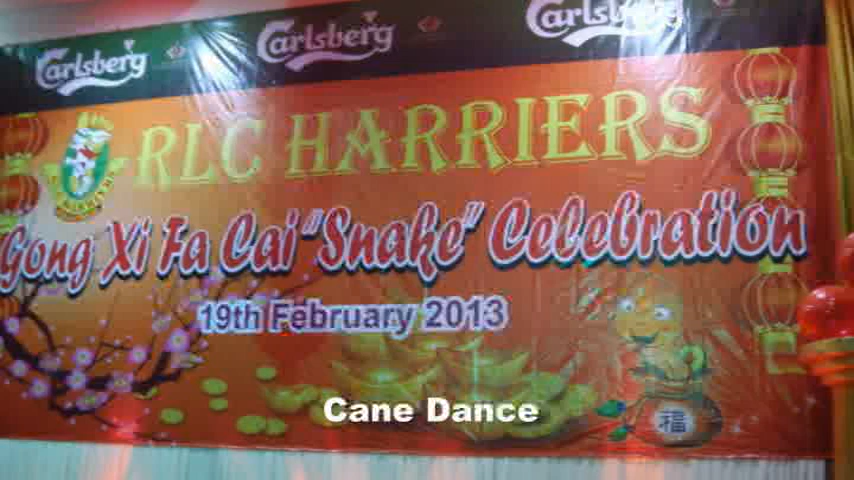 Carlsberg Carlsberg Carlsberg
RLC HARRIERS
Gong Xi Fa Cai "Snake" Celebration
19th February 2013
Cane Dance
福